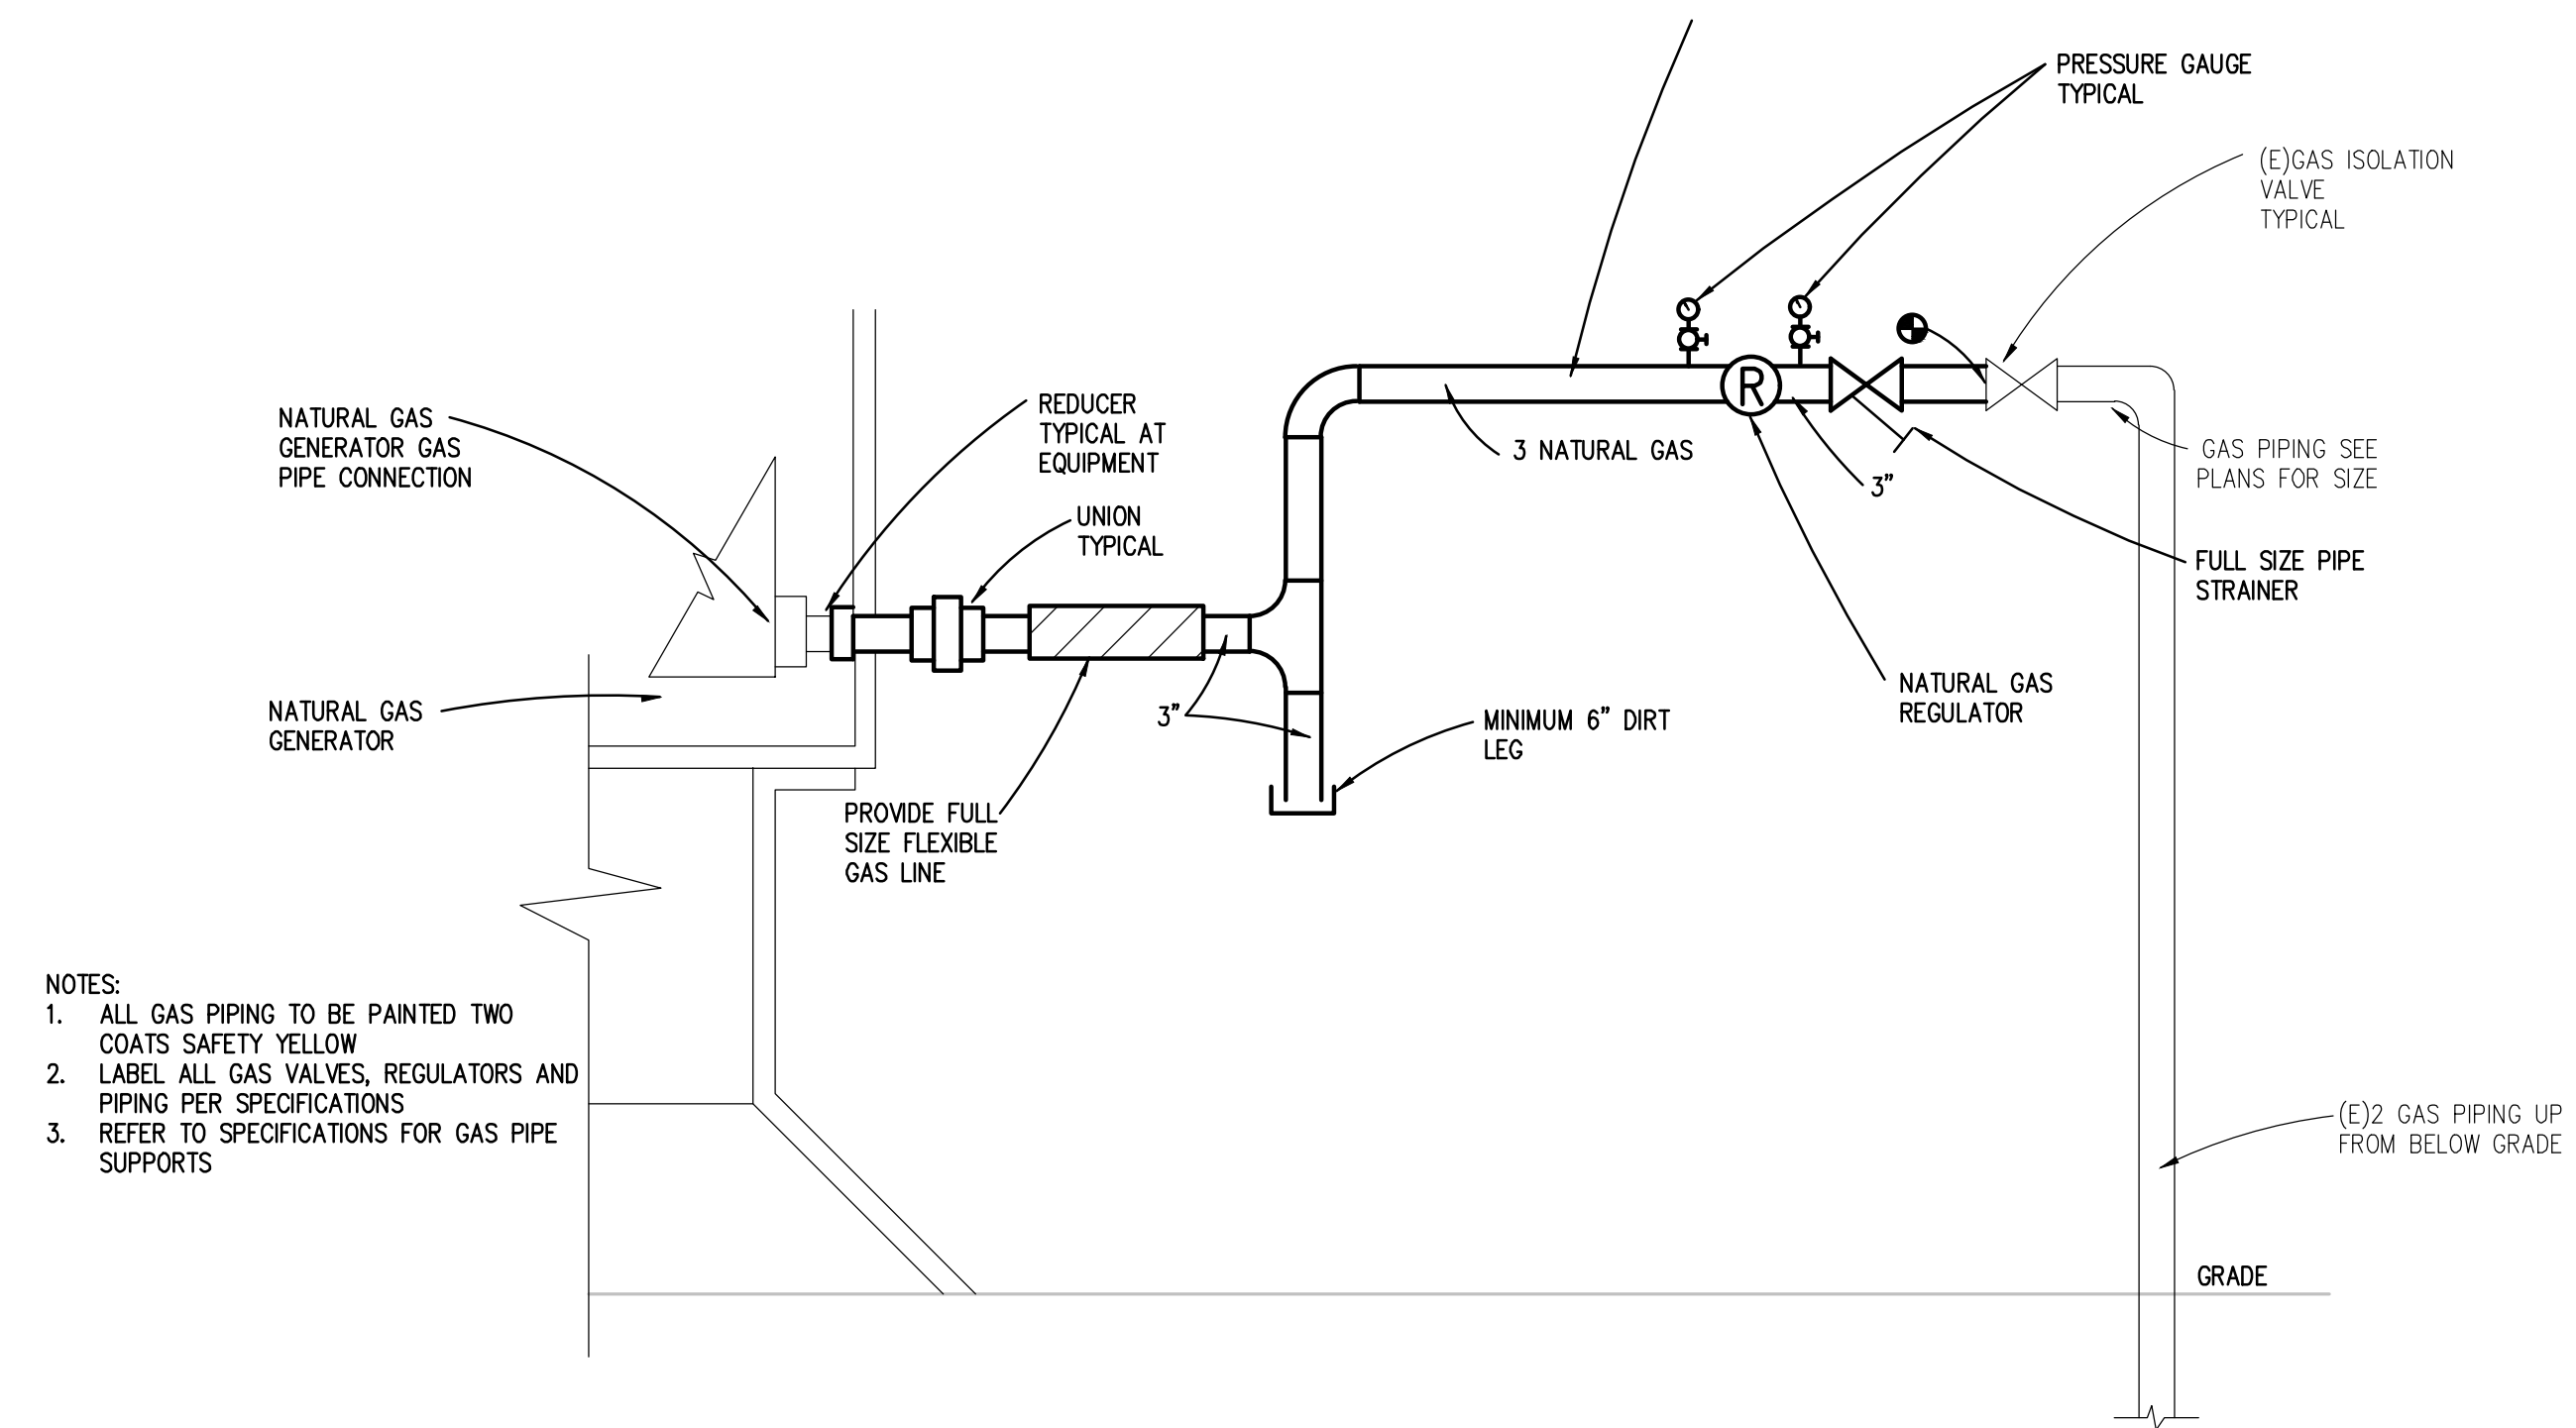 PRESSURE GAUGE
TYPICAL
(E)GAS ISOLATION
VALVE
TYPICAL
NATURAL GAS
GENERATOR GAS
PIPE CONNECTION
REDUCER
TYPICAL AT
EQUIPMENT
UNION
TYPICAL
3 NATURAL GAS
R
3"
GAS PIPING SEE
PLANS FOR SIZE
FULL SIZE PIPE
STRAINER
NATURAL GAS
REGULATOR
NATURAL GAS
GENERATOR
3"
MINIMUM 6" DIRT
LEG
PROVIDE FULL
SIZE FLEXIBLE
GAS LINE
NOTES:
1. ALL GAS PIPING TO BE PAINTED TWO
COATS SAFETY YELLOW
2. LABEL ALL GAS VALVES, REGULATORS AND
PIPING PER SPECIFICATIONS
3. REFER TO SPECIFICATIONS FOR GAS PIPE
SUPPORTS
(E)2 GAS PIPING UP
FROM BELOW GRADE
GRADE